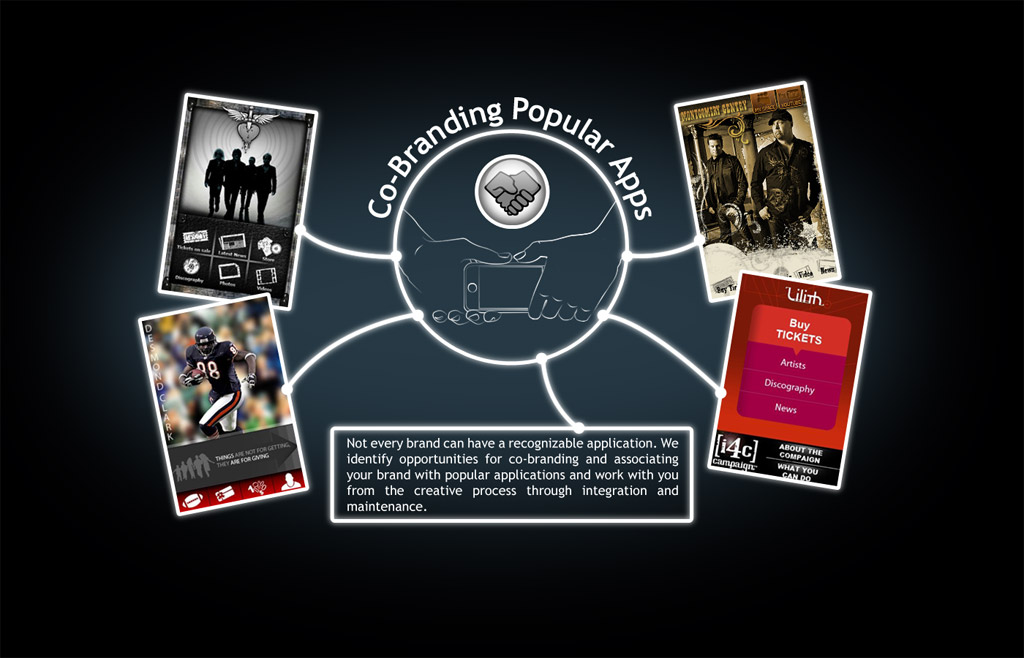 Co-Branding Popular Apps
Tickets on sale
Latest News
Store
Discography
Photos
Videos
MONTGOMERY GENTRY
MYSPACE
YOUTUBE
Video
News
DESMOND CLARK
88
THINGS ARE NOT FOR GETTING,
THEY ARE FOR GIVING
Lilith
Buy
TICKETS
Artists
Discography
News
[i4c]
campaign
ABOUT THE
CAMPAIGN
WHAT YOU
CAN DO
Not every brand can have a recognizable application. We
identify opportunities for co-branding and associating
your brand with popular applications and work with you
from the creative process through integration and
maintenance.